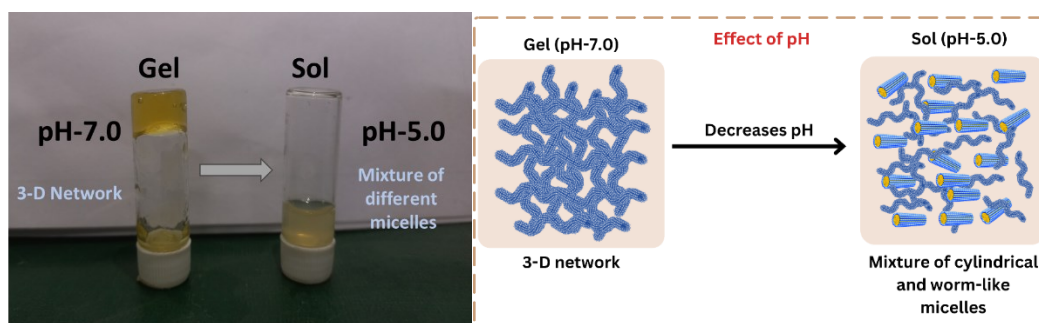 Gel
Sol
pH-7.0
pH-5.0
3-D Network
Mixture of
different
micelles
Gel (pH-7.0)
Effect of pH
Sol (pH-5.0)
Decreases pH
3-D network
Mixture of cylindrical
and worm-like
micelles